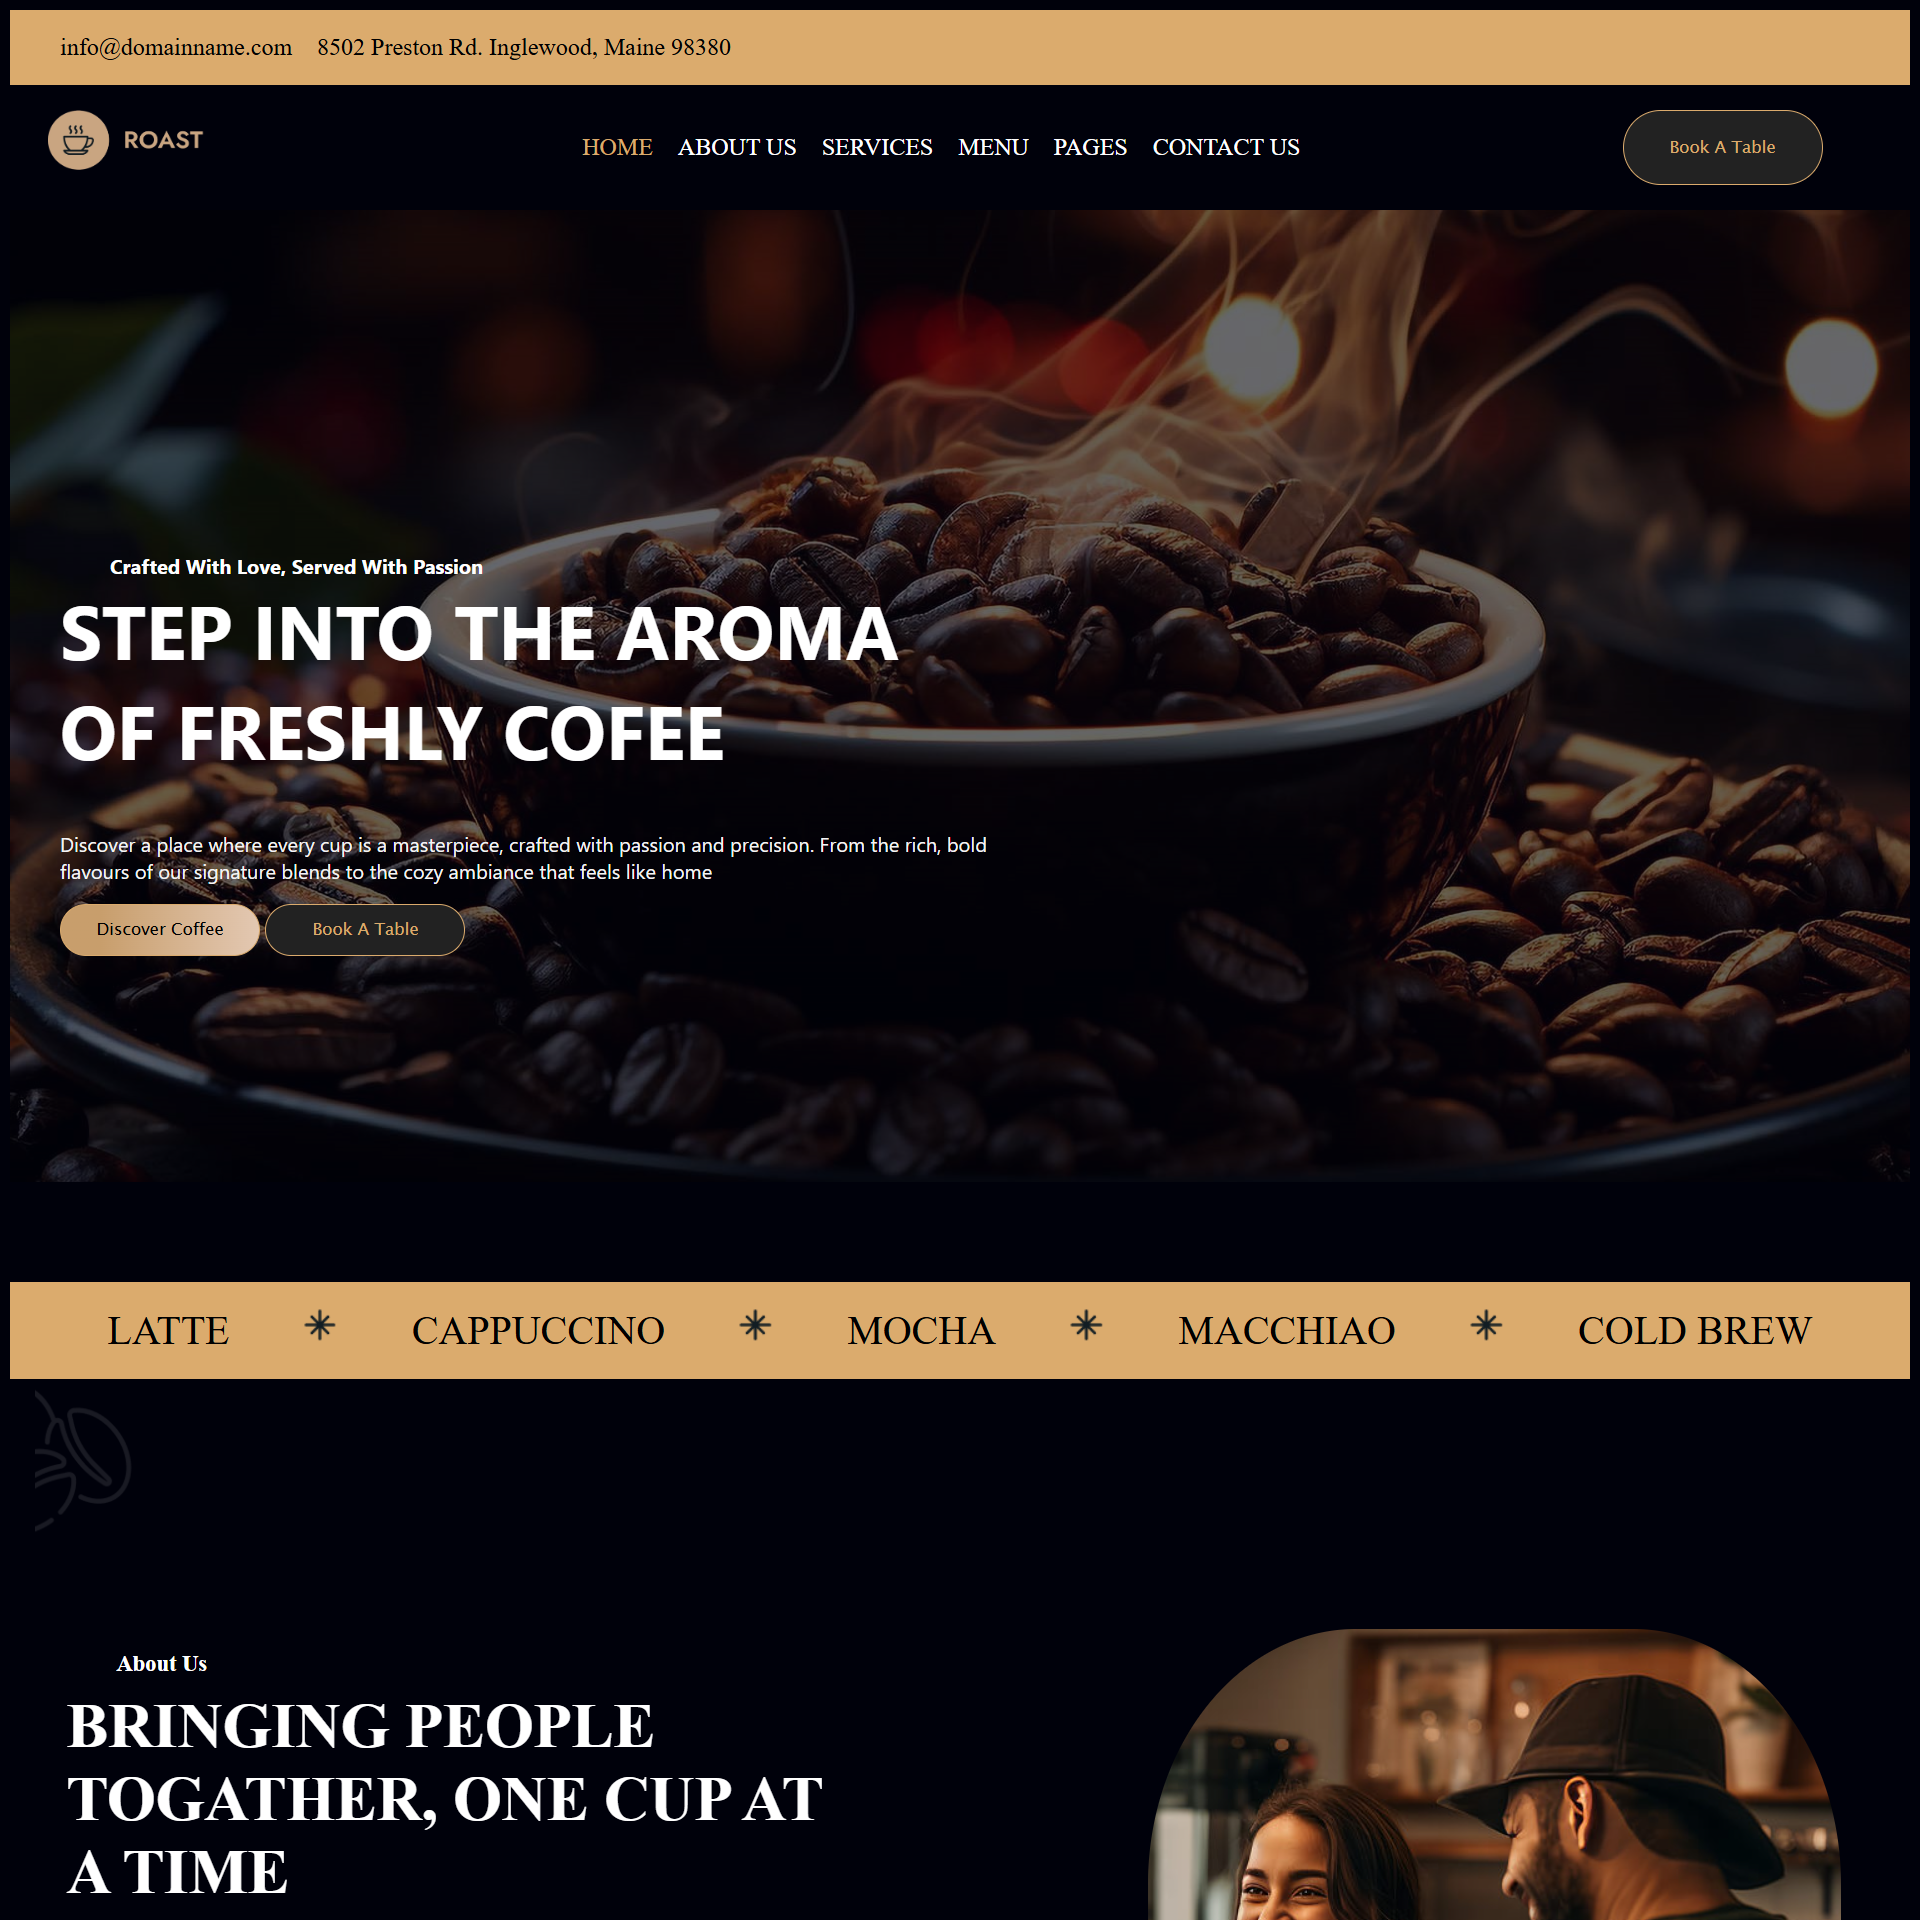 info@domainname.com 8502 Preston Rd. Inglewood, Maine 98380
ROAST
HOME ABOUT US SERVICES MENU PAGES CONTACT US
Book A Table
Crafted With Love, Served With Passion
STEP INTO THE AROMA
OF FRESHLY COFEE
Discover a place where every cup is a masterpiece, crafted with passion and precision. From the rich, bold
flavours of our signature blends to the cozy ambiance that feels like home
Discover Coffee Book A Table
LATTE CAPPUCCINO MOCHA MACCHIAO COLD BREW
About Us
BRINGING PEOPLE
TOGATHER, ONE CUP AT
A TIME